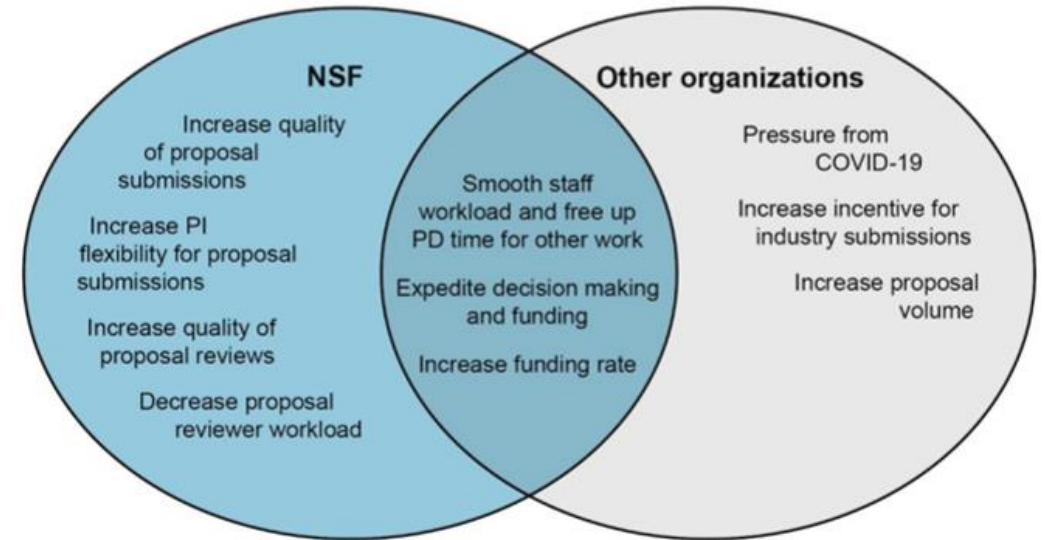 NSF
Increase quality
of proposal
submissions
Increase PI
flexibility for proposal
submissions
Increase quality of
proposal reviews
Decrease proposal
reviewer workload
Smooth staff
workload and free up
PD time for other work
Expedite decision making
and funding
Increase funding rate
Other organizations
Pressure from
COVID-19
Increase incentive for
industry submissions
Increase proposal
volume